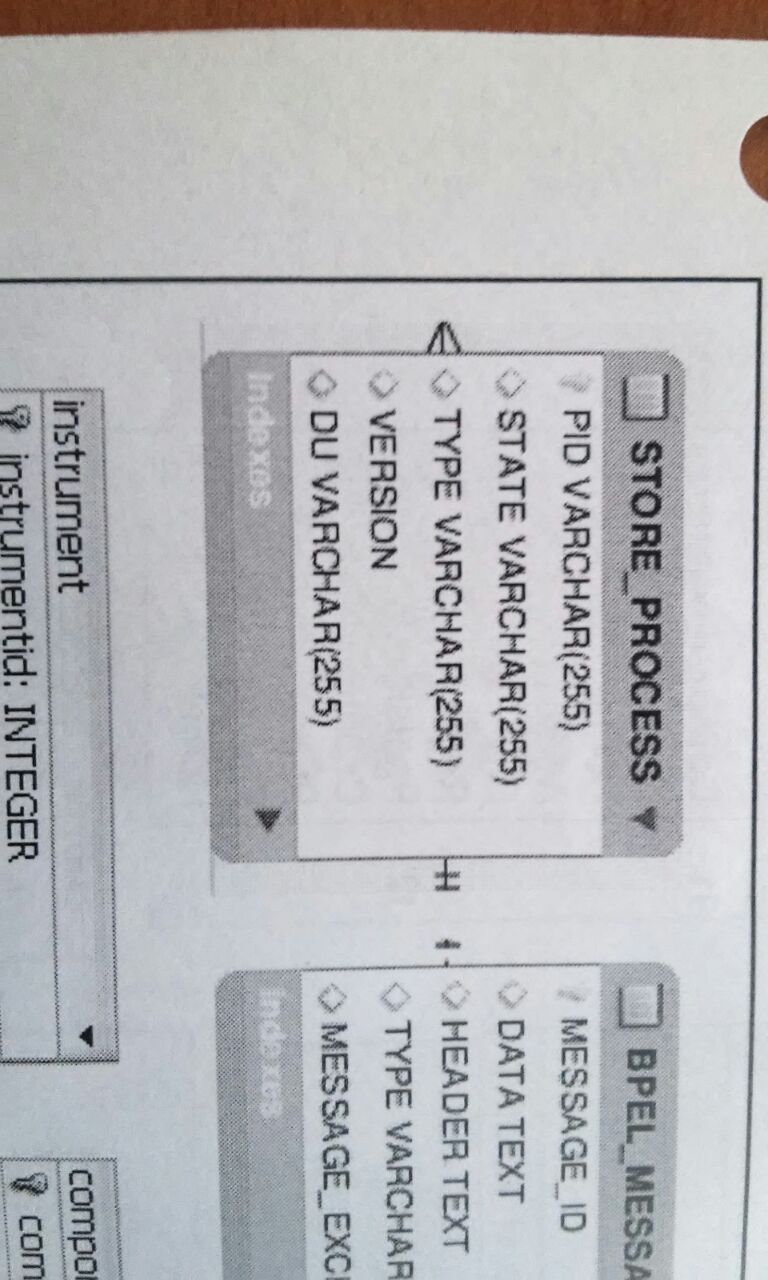 STORE_PROCESS
PID VARCHAR(255)
STATE VARCHAR(255)
TYPE VARCHAR(255)
VERSION
DU VARCHAR(255)
Indexes
BPEL_MESSA
MESSAGE_ID
DATA TEXT
HEADER TEXT
TYPE VARCHAR
MESSAGE_EXC
Indexes
instrument
instrumentid: INTEGER
compo
com